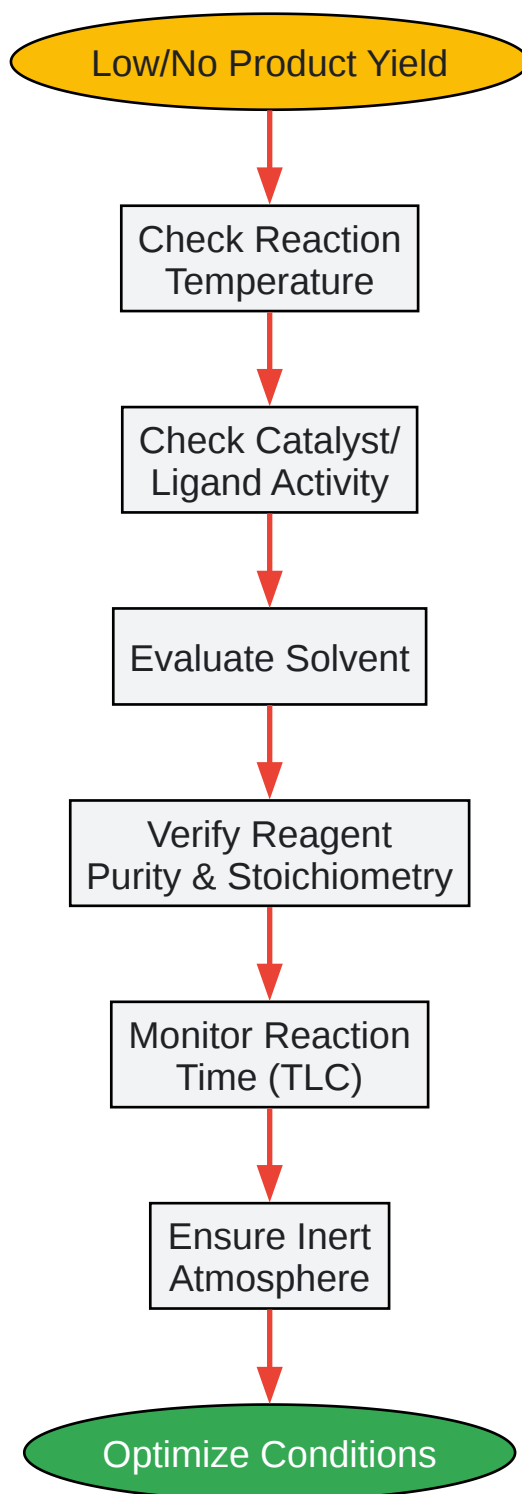 Low/No Product Yield
Check Reaction
Temperature
Check Catalyst/
Ligand Activity
Evaluate Solvent
Verify Reagent
Purity & Stoichiometry
Monitor Reaction
Time (TLC)
Ensure Inert
Atmosphere
Optimize Conditions